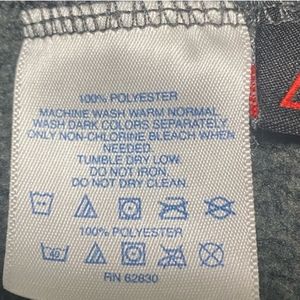 100% POLYESTER
MACHINE WASH WARM NORMAL
WASH DARK COLORS SEPARATELY
ONLY NON-CHLORINE BLEACH WHEN
NEEDED
TUMBLE DRY LOW.
DO NOT IRON.
DO NOT DRY CLEAN.
100% POLYESTER
40
RN 62830